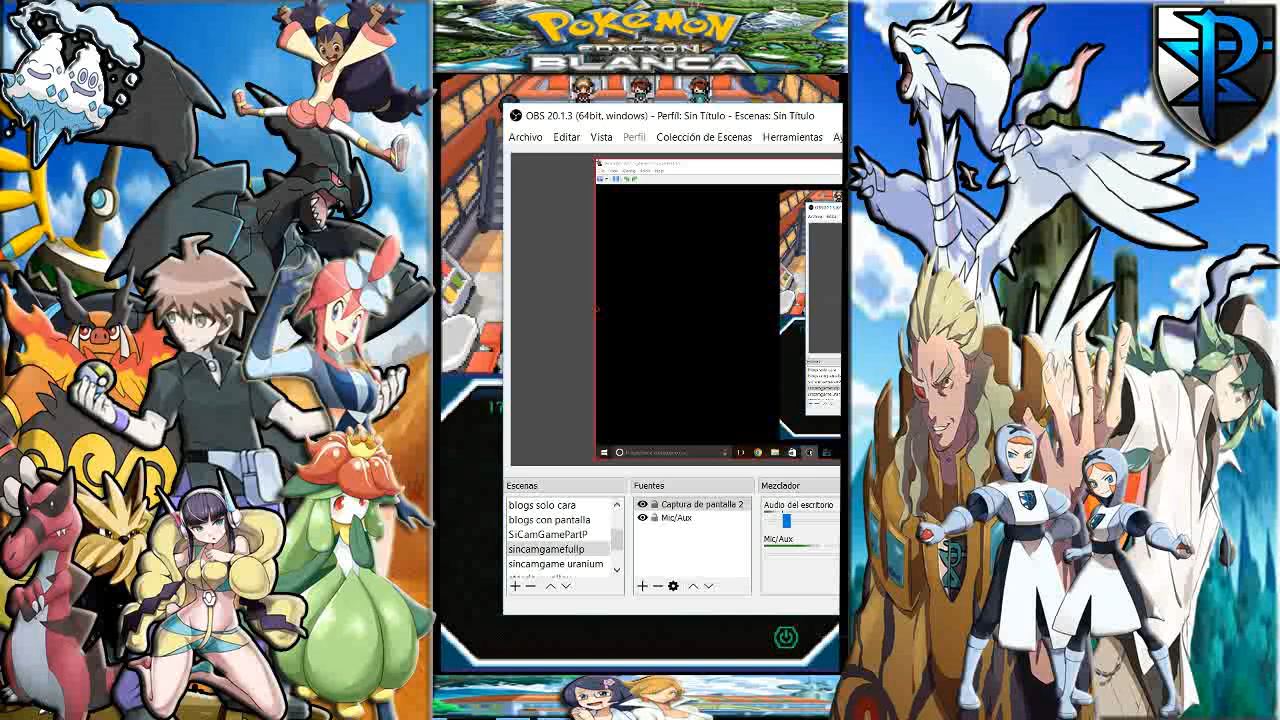 POKÉMON
EDICIÓN
BLANCA
OBS 20.1.3 (64bit, windows) - Perfil: Sin Título - Escenas: Sin Título
Archivo Editar Vista Perfil Colección de Escenas Herramientas Ay
Escenas
blogs solo cara
blogs con pantalla
SiCamGamePartP
sincamgamefullp
sincamgame uranium
Fuentes
Captura de pantalla 2
Mic/Aux
Mezclador
Audio del escritorio
Mic/Aux